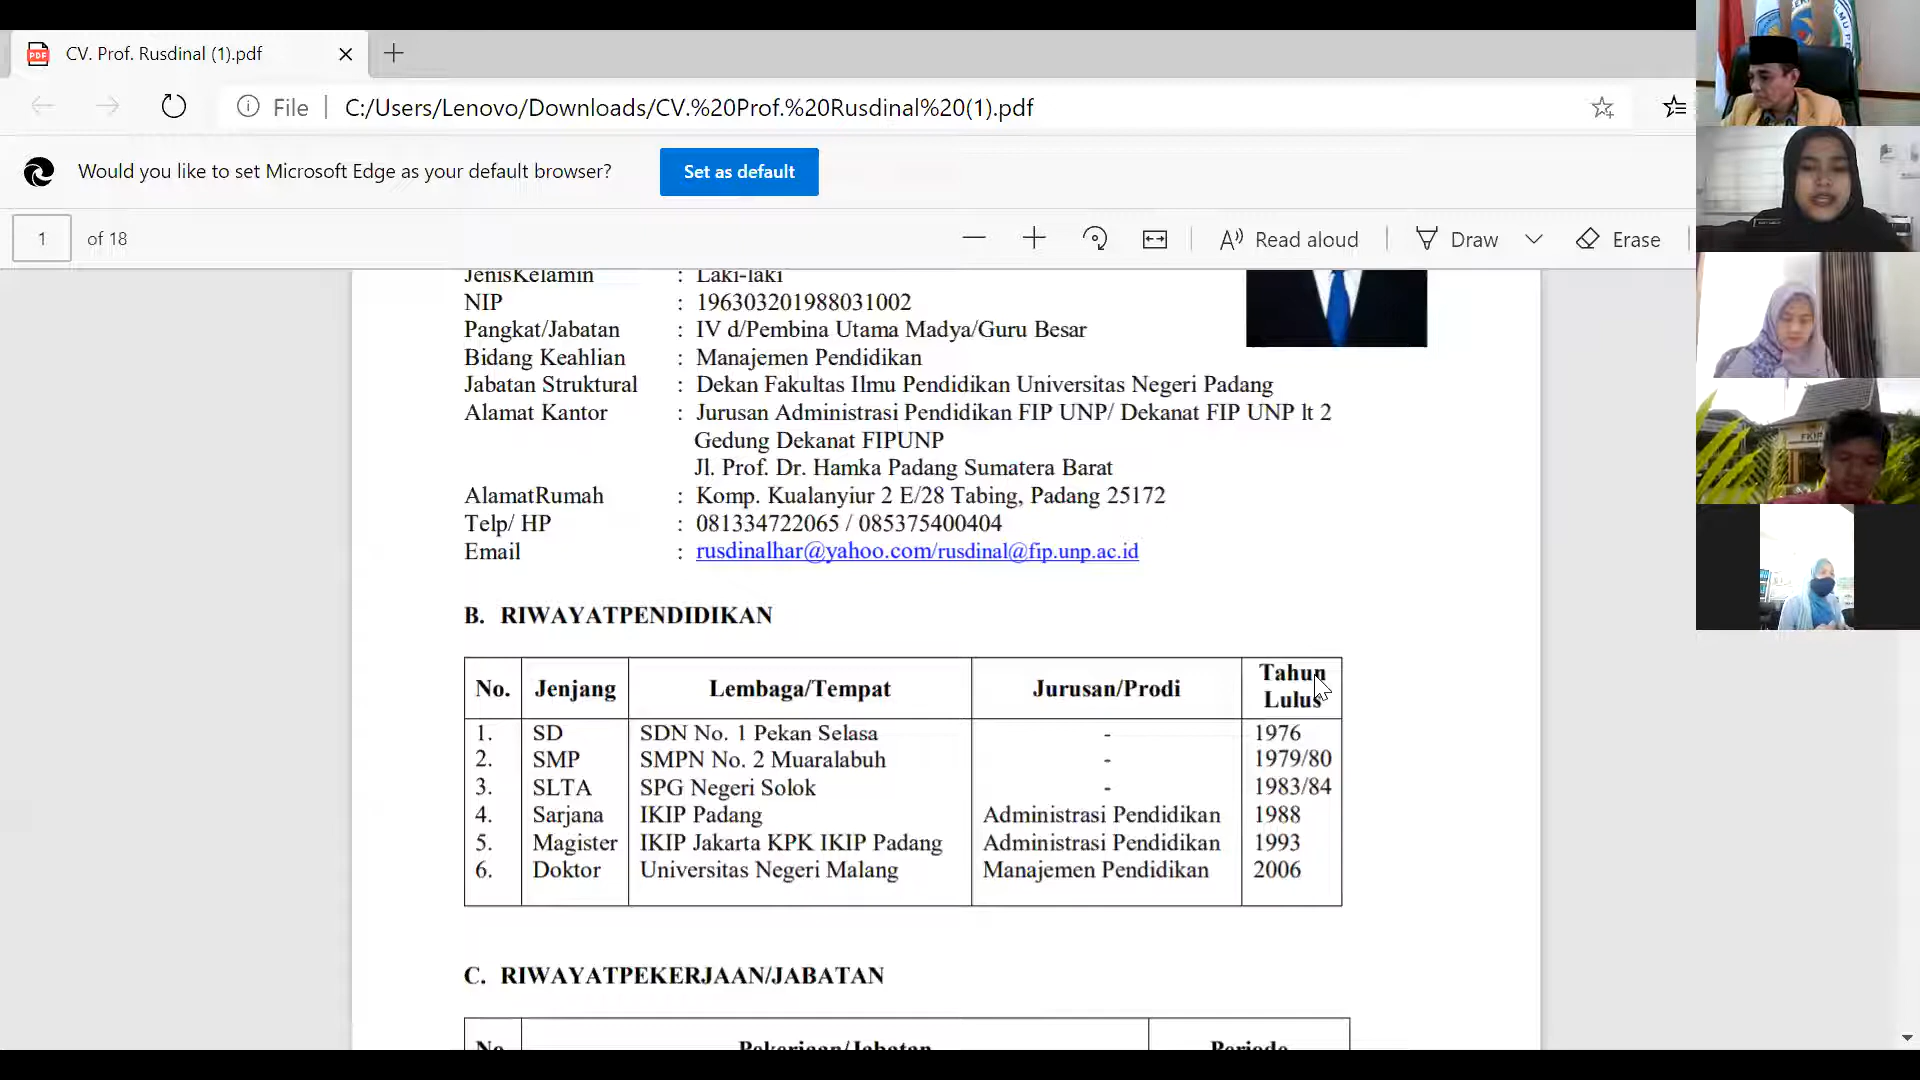 CV. Prof. Rusdinal (1).pdf
File C:/Users/Lenovo/Downloads/CV.%20Prof.%20Rusdinal%20(1).pdf
Would you like to set Microsoft Edge as your default browser? Set as default
1 of 18 Read aloud Draw Erase
JenisKelamin : Laki-laki
NIP : 196303201988031002
Pangkat/Jabatan : IV d/Pembina Utama Madya/Guru Besar
Bidang Keahlian : Manajemen Pendidikan
Jabatan Struktural : Dekan Fakultas Ilmu Pendidikan Universitas Negeri Padang
Alamat Kantor : Jurusan Administrasi Pendidikan FIP UNP/ Dekanat FIP UNP lt 2
Gedung Dekanat FIPUNP
Jl. Prof. Dr. Hamka Padang Sumatera Barat
AlamatRumah : Komp. Kualanyiur 2 E/28 Tabing, Padang 25172
Telp/ HP : 081334722065 / 085375400404
Email : rusdinalhar@yahoo.com/rusdinal@fip.unp.ac.id
B. RIWAYATPENDIDIKAN
No. Jenjang Lembaga/Tempat Jurusan/Prodi Tahun Lulus
1. SD SDN No. 1 Pekan Selasa - 1976
2. SMP SMPN No. 2 Muaralabuh - 1979/80
3. SLTA SPG Negeri Solok - 1983/84
4. Sarjana IKIP Padang Administrasi Pendidikan 1988
5. Magister IKIP Jakarta KPK IKIP Padang Administrasi Pendidikan 1993
6. Doktor Universitas Negeri Malang Manajemen Pendidikan 2006
C. RIWAYATPEKERJAAN/JABATAN
No Pekerjaan/Jabatan Periode
FKIP